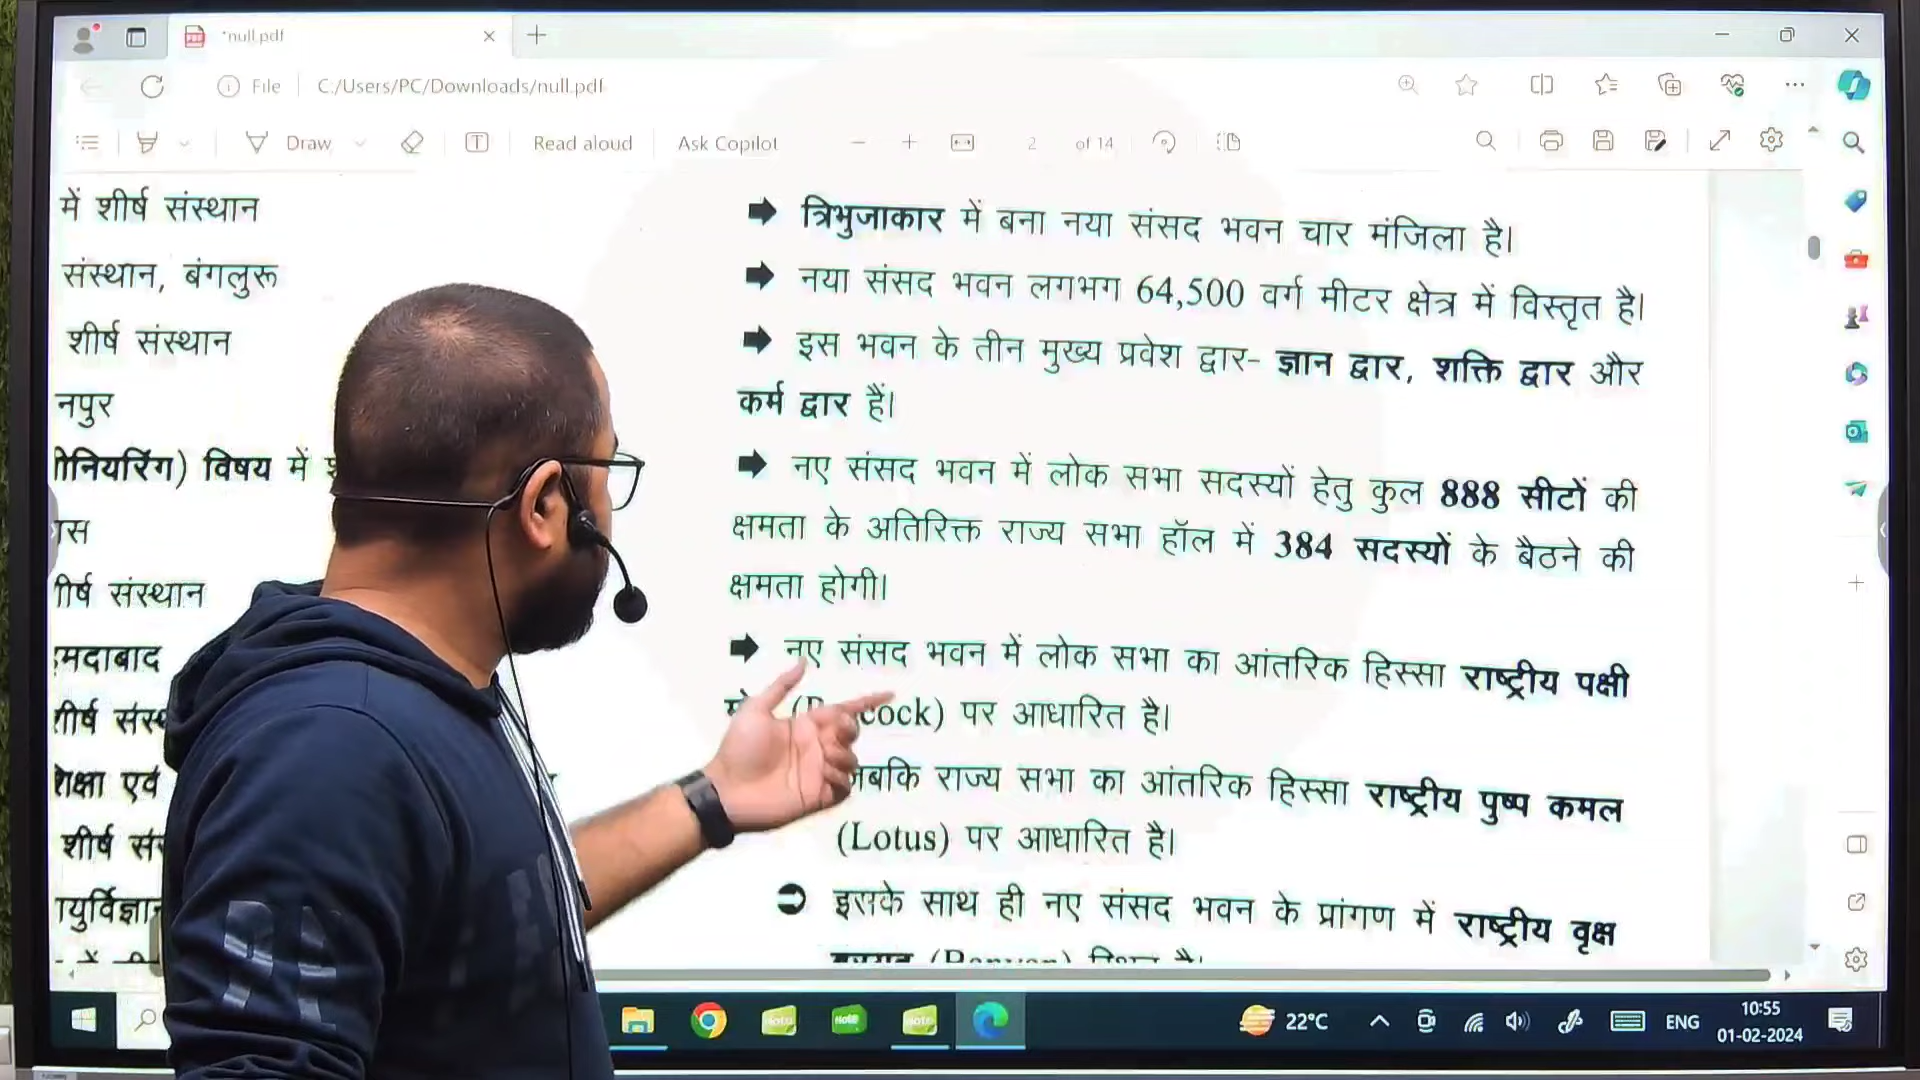 *null.pdf
File C:/Users/PC/Downloads/null.pdf
Draw Read aloud Ask Copilot 2 of 14
में शीर्ष संस्थान
संस्थान, बंगलुरू
शीर्ष संस्थान
नपुर
विषय में
शीर्ष संस्थान
मदाबाद
एवं
शीर्ष
त्रिभुजाकार में बना नया संसद भवन चार मंजिला है।
नया संसद भवन लगभग 64,500 वर्ग मीटर क्षेत्र में विस्तृत है।
इस भवन के तीन मुख्य प्रवेश द्वार- ज्ञान द्वार, शक्ति द्वार और
कर्म द्वार हैं।
नए संसद भवन में लोक सभा सदस्यों हेतु कुल 888 सीटों की
क्षमता के अतिरिक्त राज्य सभा हॉल में 384 सदस्यों के बैठने की
क्षमता होगी।
नए संसद भवन में लोक सभा का आंतरिक हिस्सा राष्ट्रीय पक्षी
पर आधारित है।
राज्य सभा का आंतरिक हिस्सा राष्ट्रीय पुष्प कमल
(Lotus) पर आधारित है।
इसके साथ ही नए संसद भवन के प्रांगण में राष्ट्रीय वृक्ष
22°C ENG 10:55
01-02-2024